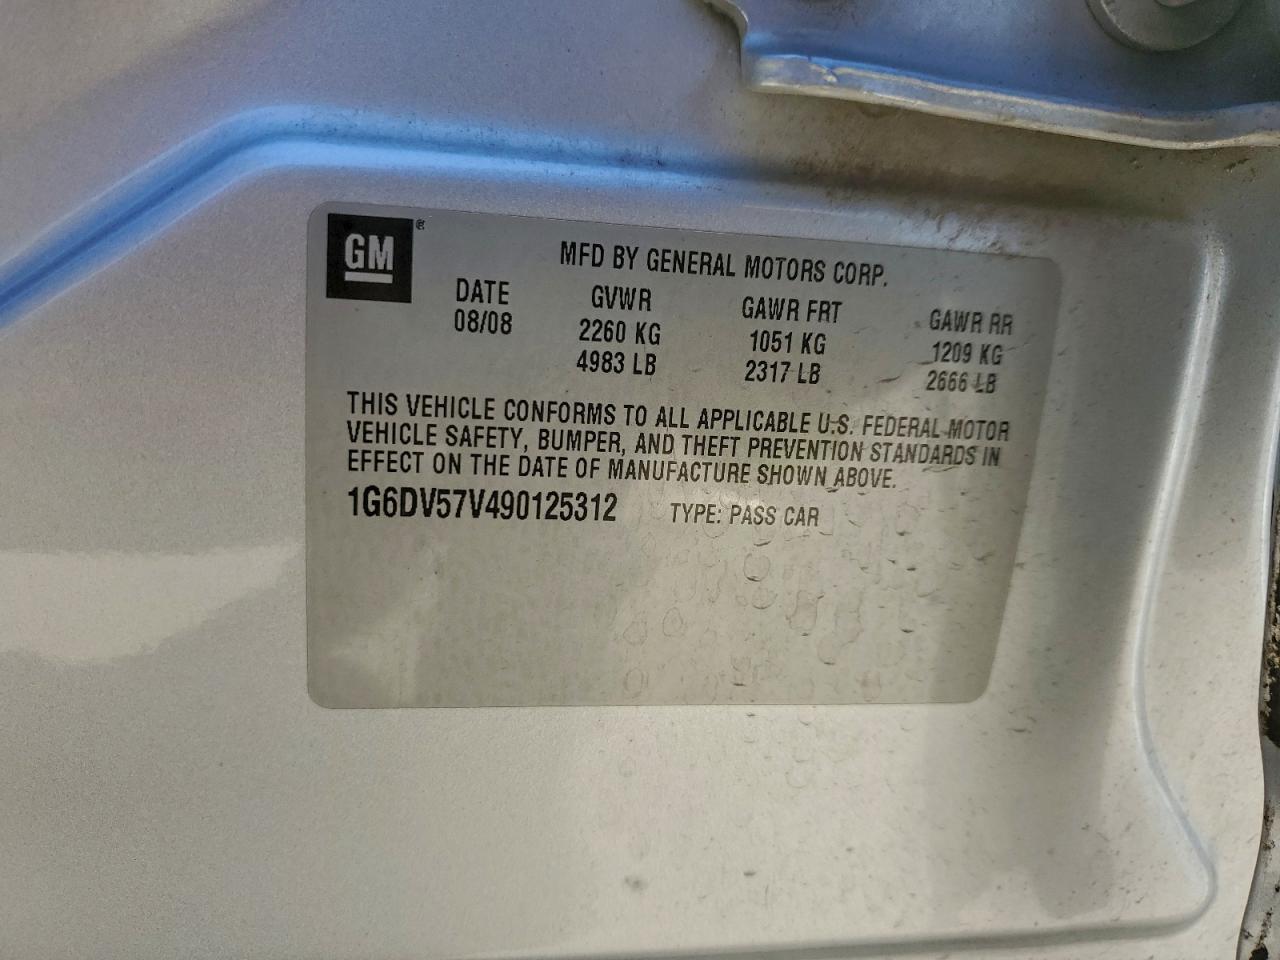 GM ®
MFD BY GENERAL MOTORS CORP.
DATE GVWR GAWR FRT GAWR RR
08/08 2260 KG 1051 KG 1209 KG
4983 LB 2317 LB 2666 LB
THIS VEHICLE CONFORMS TO ALL APPLICABLE U.S. FEDERAL MOTOR
VEHICLE SAFETY, BUMPER, AND THEFT PREVENTION STANDARDS IN
EFFECT ON THE DATE OF MANUFACTURE SHOWN ABOVE.
1G6DV57V490125312 TYPE: PASS CAR